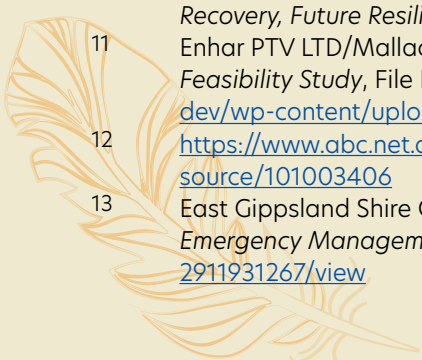 Recovery, Future Resili
11 Enhar PTV LTD/Mallac
Feasibility Study, File
dev/wp-content/uplo
12 https://www.abc.net.a
source/101003406
13 East Gippsland Shire
Emergency Managem
2911931267/view